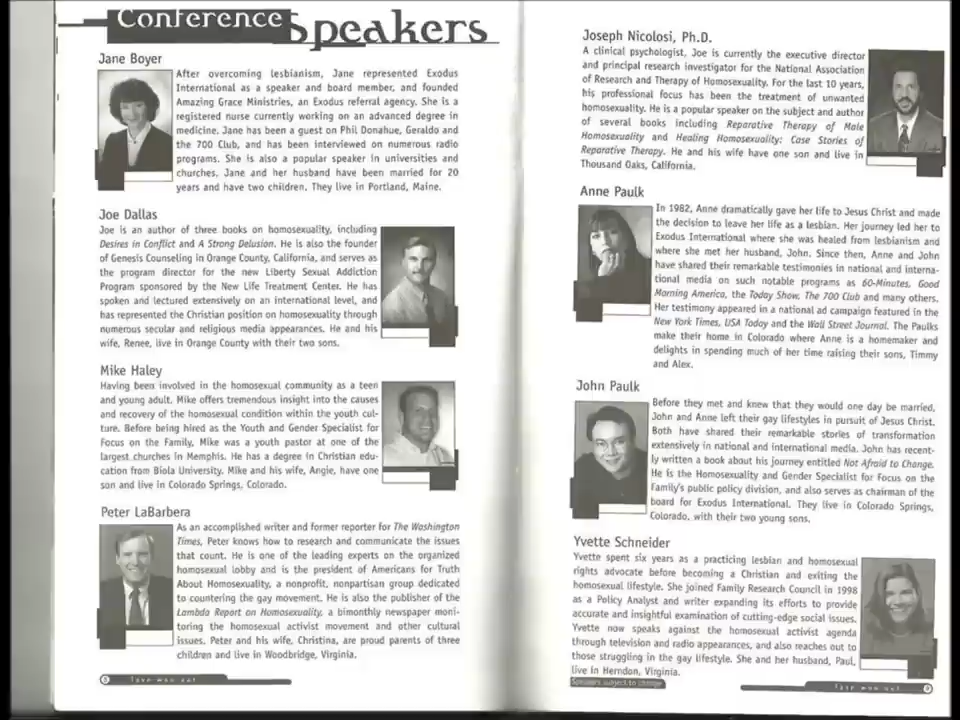 Conference Speakers
Jane Boyer
After overcoming lesbianism, Jane represented Exodus
International as a speaker and board member, and founded
Amazing Grace Ministries, an Exodus referral agency. She is a
registered nurse currently working on an advanced degree in
medicine. Jane has been a guest on Phil Donahue, Geraldo and
the 700 Club, and has been interviewed on numerous radio
programs. She is also a popular speaker in universities and
churches. Jane and her husband have been married for 20
years and have two children. They live in Portland, Maine.
Joe Dallas
Joe is an author of three books on homosexuality, including
Desires in Conflict and A Strong Delusion. He is also the founder
of Genesis Counseling in Orange County, California, and serves as
the program director for the new Liberty Sexual Addiction
Program sponsored by the New Life Treatment Center. He has
spoken and lectured extensively on an international level, and
has represented the Christian position on homosexuality through
numerous secular and religious media appearances. He and his
wife, Renee, live in Orange County with their two sons.
Mike Haley
Having been involved in the homosexual community as a teen
and young adult, Mike offers tremendous insight into the causes
and recovery of the homosexual condition within the youth cul-
ture. Before being hired as the Youth and Gender Specialist for
Focus on the Family, Mike was a youth pastor at one of the
largest churches in Memphis. He has a degree in Christian edu-
cation from Biola University. Mike and his wife, Angie, have one
son and live in Colorado Springs, Colorado.
Peter LaBarbera
As an accomplished writer and former reporter for The Washington
Times, Peter knows how to research and communicate the issues
that count. He is one of the leading experts on the organized
homosexual lobby and is the president of Americans for Truth
About Homosexuality, a nonprofit, nonpartisan group dedicated
to countering the gay movement. He is also the publisher of the
Lambda Report on Homosexuality, a bimonthly newspaper moni-
toring the homosexual activist movement and other cultural
issues. Peter and his wife, Christina, are proud parents of three
children and live in Woodbridge, Virginia.
love won out
Joseph Nicolosi, Ph.D.
A clinical psychologist, Joe is currently the executive director
and principal research investigator for the National Association
of Research and Therapy of Homosexuality. For the last 10 years,
his professional focus has been the treatment of unwanted
homosexuality. He is a popular speaker on the subject and author
of several books including Reparative Therapy of Male
Homosexuality and Healing Homosexuality: Case Stories of
Reparative Therapy. He and his wife have one son and live in
Thousand Oaks, California.
Anne Paulk
In 1982, Anne dramatically gave her life to Jesus Christ and made
the decision to leave her life as a lesbian. Her journey led her to
Exodus International where she was healed from lesbianism and
where she met her husband, John. Since then, Anne and John
have shared their remarkable testimonies in national and interna-
tional media on such notable programs as 60-Minutes, Good
Morning America, the Today Show, The 700 Club and many others.
Her testimony appeared in a national ad campaign featured in the
New York Times, USA Today and the Wall Street Journal. The Paulks
make their home in Colorado where Anne is a homemaker and
delights in spending much of her time raising their sons, Timmy
and Alex.
John Paulk
Before they met and knew that they would one day be married,
John and Anne left their gay lifestyles in pursuit of Jesus Christ.
Both have shared their remarkable stories of transformation
extensively in national and international media. John has recent-
ly written a book about his journey entitled Not Afraid to Change.
He is the Homosexuality and Gender Specialist for Focus on the
Family's public policy division, and also serves as chairman of the
board for Exodus International. They live in Colorado Springs,
Colorado, with their two young sons.
Yvette Schneider
Yvette spent six years as a practicing lesbian and homosexual
rights advocate before becoming a Christian and exiting the
homosexual lifestyle. She joined Family Research Council in 1998
as a Policy Analyst and writer expanding its efforts to provide
accurate and insightful examination of cutting-edge social issues.
Yvette now speaks against the homosexual activist agenda
through television and radio appearances, and also reaches out to
those struggling in the gay lifestyle. She and her husband, Paul,
live in Herndon, Virginia.
Speakers subject to change
love won out